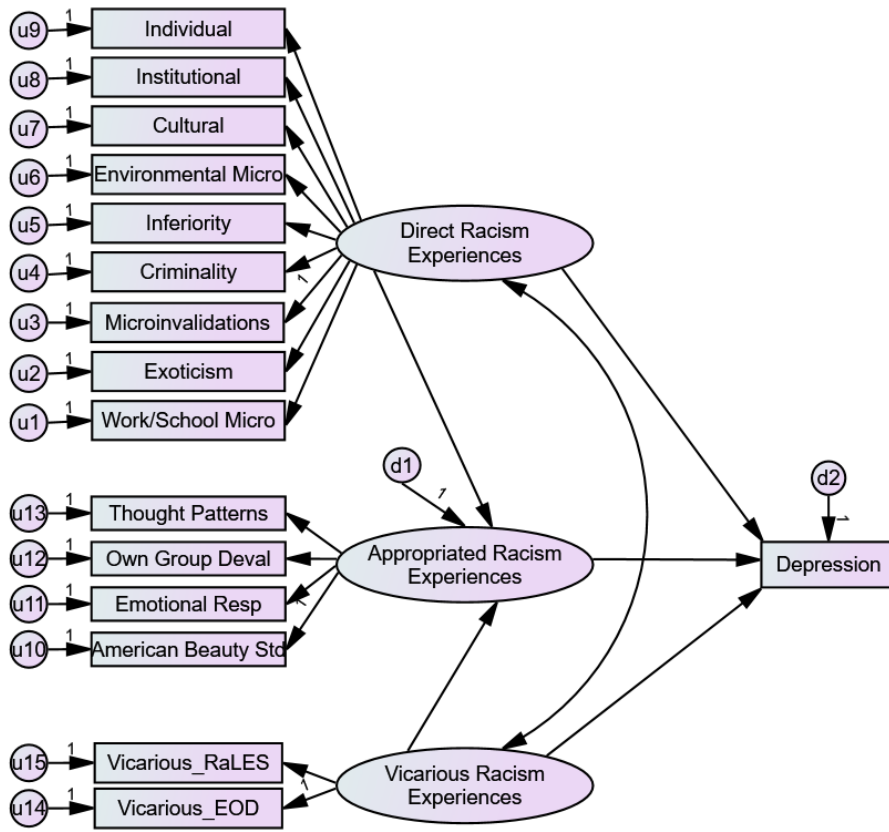 u9 1 Individual
u8 1 Institutional
u7 1 Cultural
u6 1 Environmental Micro
u5 1 Inferiority
u4 1 Criminality
1
u3 1 Microinvalidations
u2 1 Exoticism
u1 1 Work/School Micro
Direct Racism
Experiences
d1
1
d2
1
u13 1 Thought Patterns
u12 1 Own Group Deval
u11 1 Emotional Resp
1
u10 1 American Beauty Std
Appropriated Racism
Experiences
Depression
u15 1 Vicarious_RaLES
1
u14 1 Vicarious_EOD
Vicarious Racism
Experiences